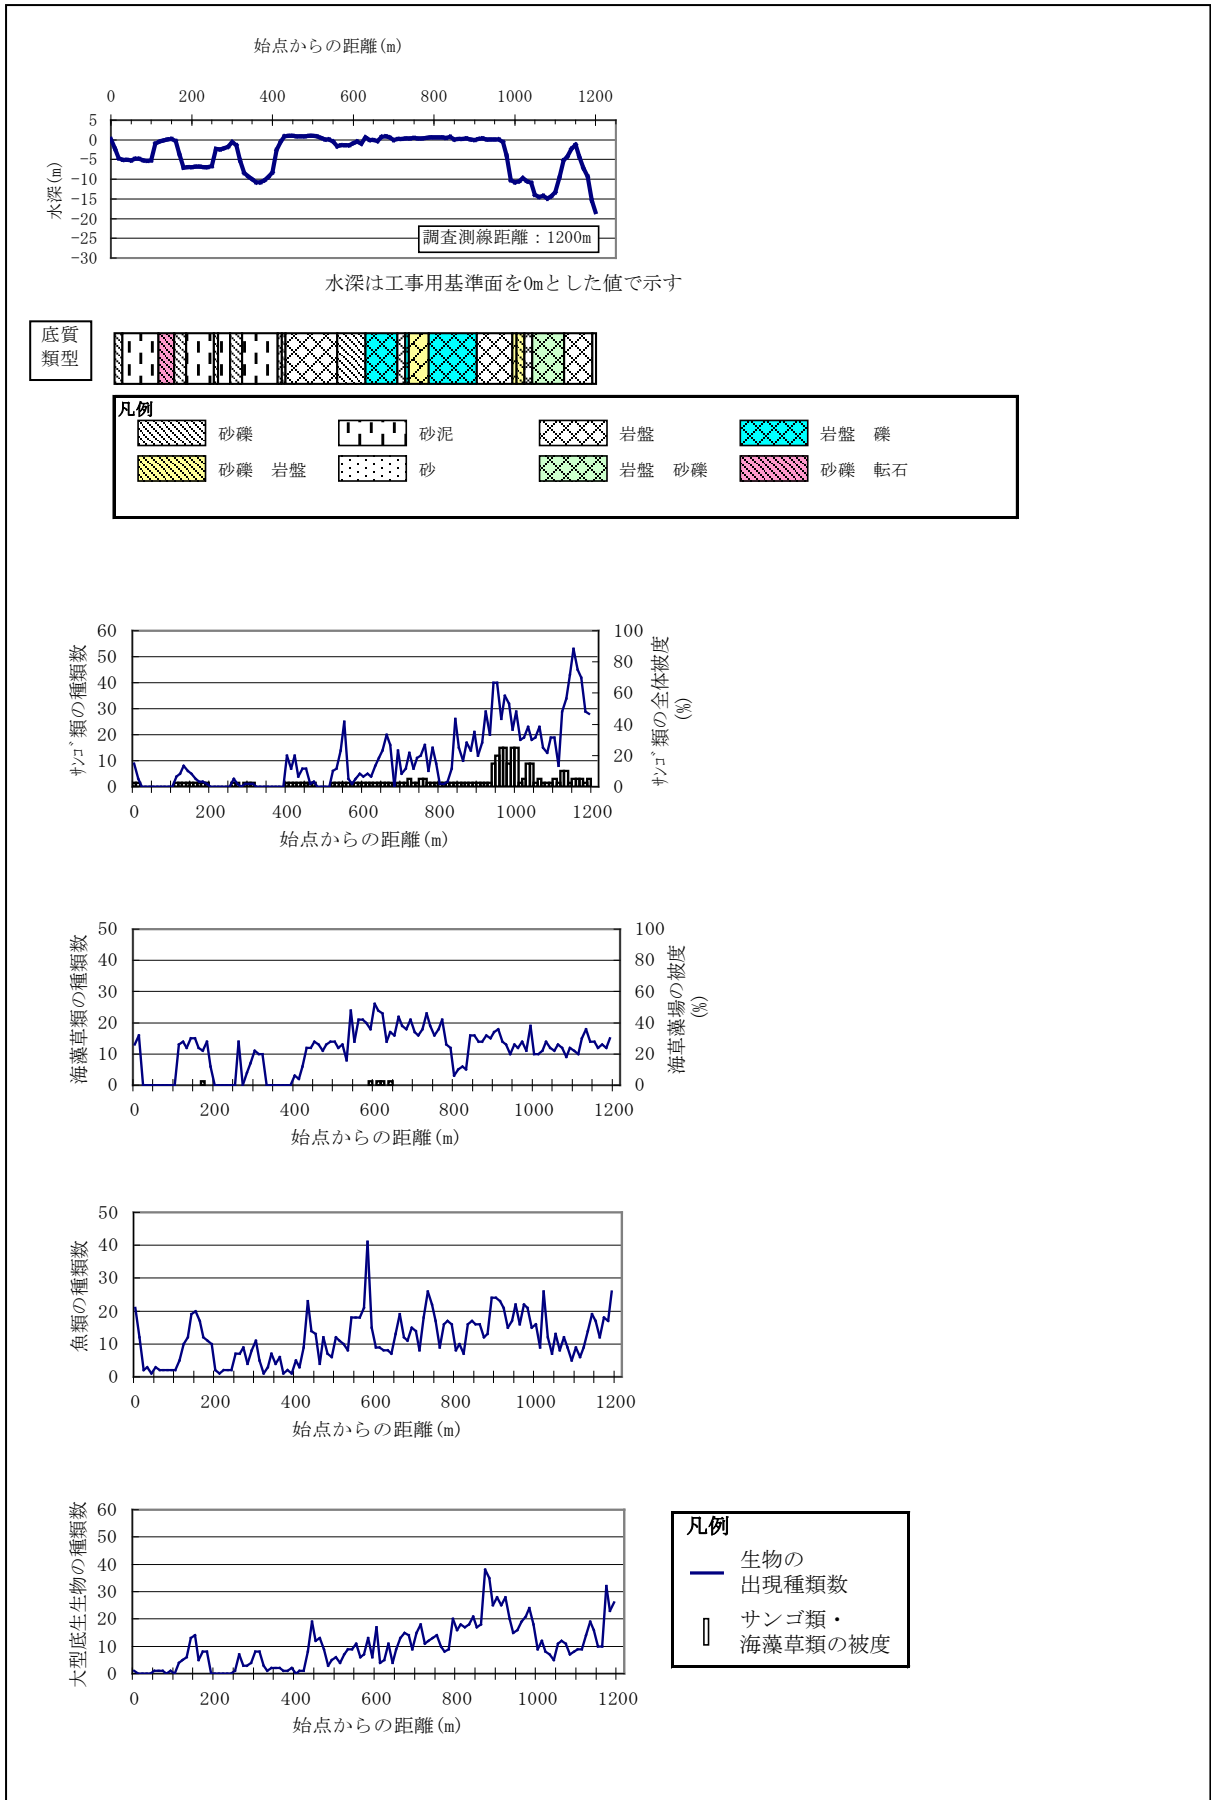 始点からの距離(m)
0 200 400 600 800 1000 1200
5
0
-5
-10
-15
-20
-25
-30
水深(m)
調査測線距離：1200m
水深は工事用基準面を0mとした値で示す
底質
類型
凡例
砂礫 砂泥 岩盤 岩盤　礫
砂礫　岩盤 砂 岩盤　砂礫 砂礫　転石
60
50
40
30
20
10
0
ｻﾝｺﾞ類の種類数
100
80
60
40
20
0
ｻﾝｺﾞ類の全体被度
(%)
0 200 400 600 800 1000 1200
始点からの距離(m)
50
40
30
20
10
0
海藻草類の種類数
100
80
60
40
20
0
海草藻場の被度
(%)
0 200 400 600 800 1000 1200
始点からの距離(m)
50
40
30
20
10
0
魚類の種類数
0 200 400 600 800 1000 1200
始点からの距離(m)
60
50
40
30
20
10
0
大型底生生物の種類数
0 200 400 600 800 1000 1200
始点からの距離(m)
凡例
生物の
出現種類数
サンゴ類・
海藻草類の被度